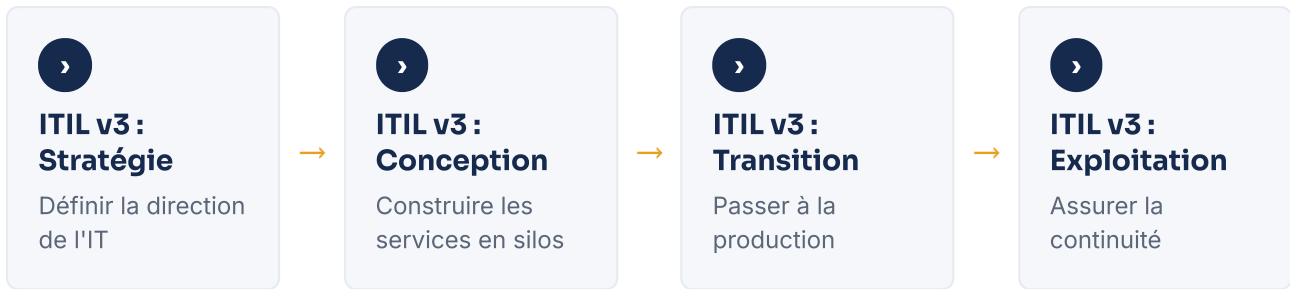 ITIL v3 :
Stratégie
Définir la direction
de l'IT
→
ITIL v3 :
Conception
Construire les
services en silos
→
ITIL v3 :
Transition
Passer à la
production
→
ITIL v3 :
Exploitation
Assurer la
continuité